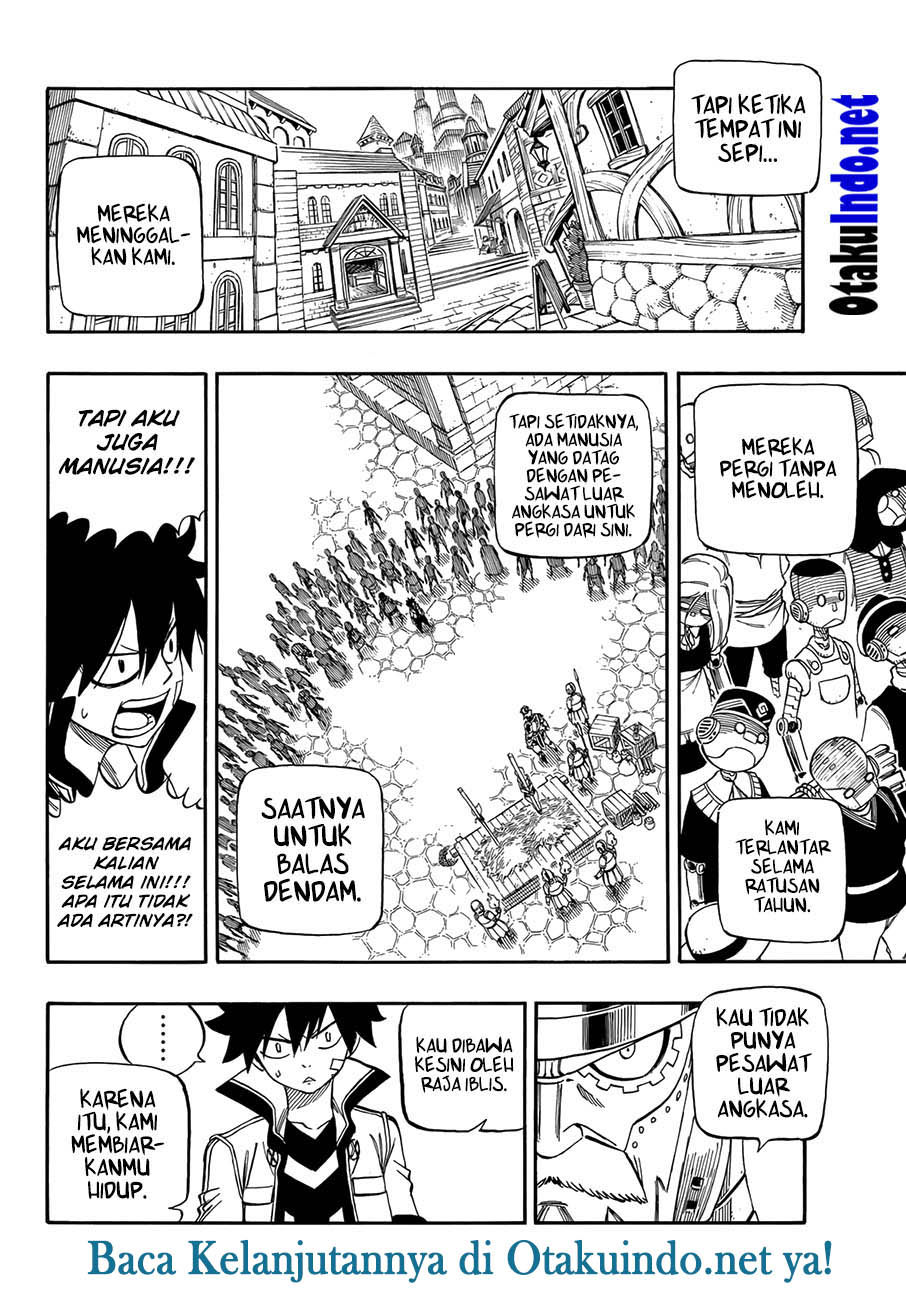 TAPI KETIKA
TEMPAT INI
SEPI...
MEREKA
MENINGGAL-
KAN KAMI.
OtakuIndo.net
MEREKA
PERGI TANPA
MENOLEH.
KAMI
TERLANTAR
SELAMA
RATUSAN
TAHUN.
TAPI SETIDAKNYA,
ADA MANUSIA
YANG DATAG
DENGAN PE-
SAWAT LUAR
ANGKASA UNTUK
PERGI DARI SINI.
SAATNYA
UNTUK
BALAS
DENDAM.
TAPI AKU
JUGA
MANUSIA!!!
AKU BERSAMA
KALIAN
SELAMA INI!!!
APA ITU TIDAK
ADA ARTINYA?!
KAU TIDAK
PUNYA
PESAWAT
LUAR
ANGKASA.
KAU DIBAWA
KESINI OLEH
RAJA IBLIS.
......
KARENA
ITU, KAMI
MEMBIAR-
KANMU
HIDUP.
Baca Kelanjutannya di Otakuindo.net ya!